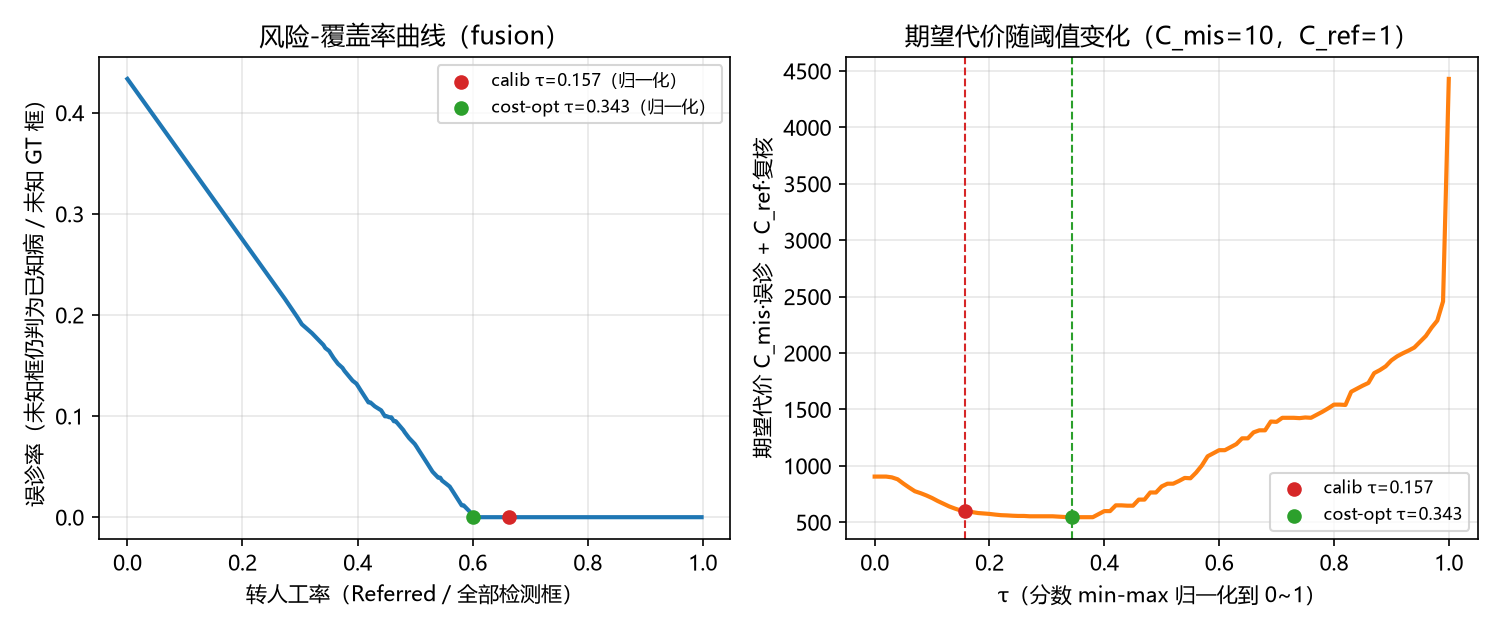 风险-覆盖率曲线（fusion）
calib τ=0.157（归一化）
cost-opt τ=0.343（归一化）
误诊率（未知框仍判为已知病 / 未知 GT 框）
0.4
0.3
0.2
0.1
0.0
0.0
0.2
0.4
0.6
0.8
1.0
转人工率（Referred / 全部检测框）
期望代价随阈值变化（C_mis=10，C_ref=1）
期望代价 C_mis·误诊 + C_ref·复核
4500
4000
3500
3000
2500
2000
1500
1000
500
calib τ=0.157
cost-opt τ=0.343
0.0
0.2
0.4
0.6
0.8
1.0
τ（分数 min-max 归一化到 0~1）